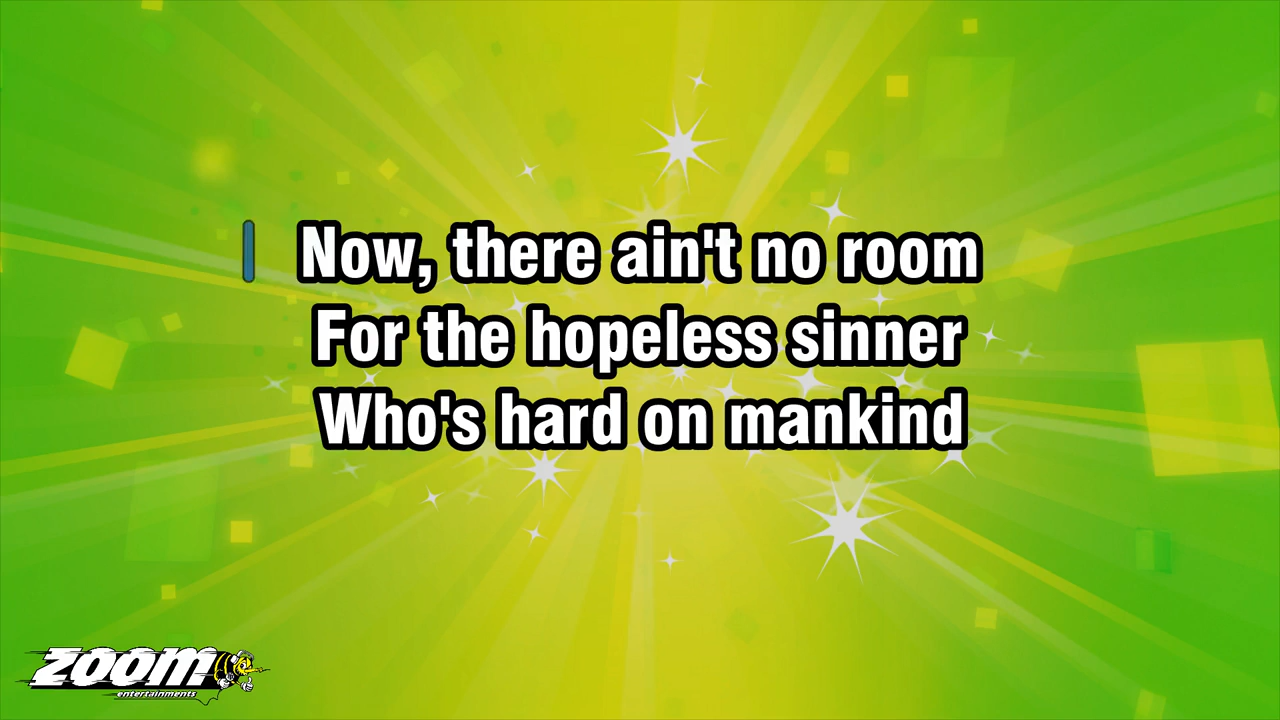 Now, there ain't no room
For the hopeless sinner
Who's hard on mankind
zoom
entertainments